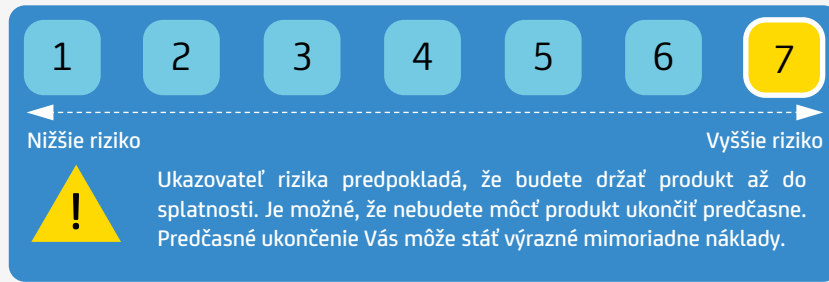 1 2 3 4 5 6 7
Nižšie riziko Vyššie riziko
! Ukazovateľ rizika predpokladá, že budete držať produkt až do
splatnosti. Je možné, že nebudete môcť produkt ukončiť predčasne.
Predčasné ukončenie Vás môže stáť výrazné mimoriadne náklady.